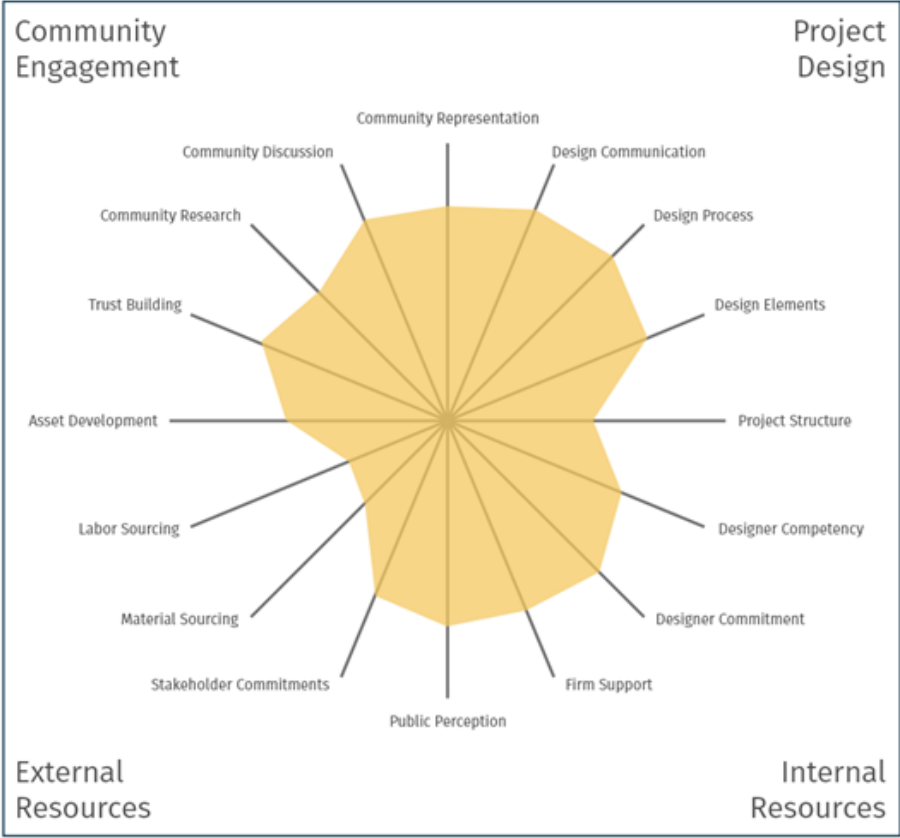 Community
Engagement
Project
Design
Community Representation
Community Discussion
Design Communication
Community Research
Design Process
Trust Building
Design Elements
Asset Development
Project Structure
Labor Sourcing
Designer Competency
Material Sourcing
Designer Commitment
Stakeholder Commitments
Firm Support
Public Perception
External
Resources
Internal
Resources